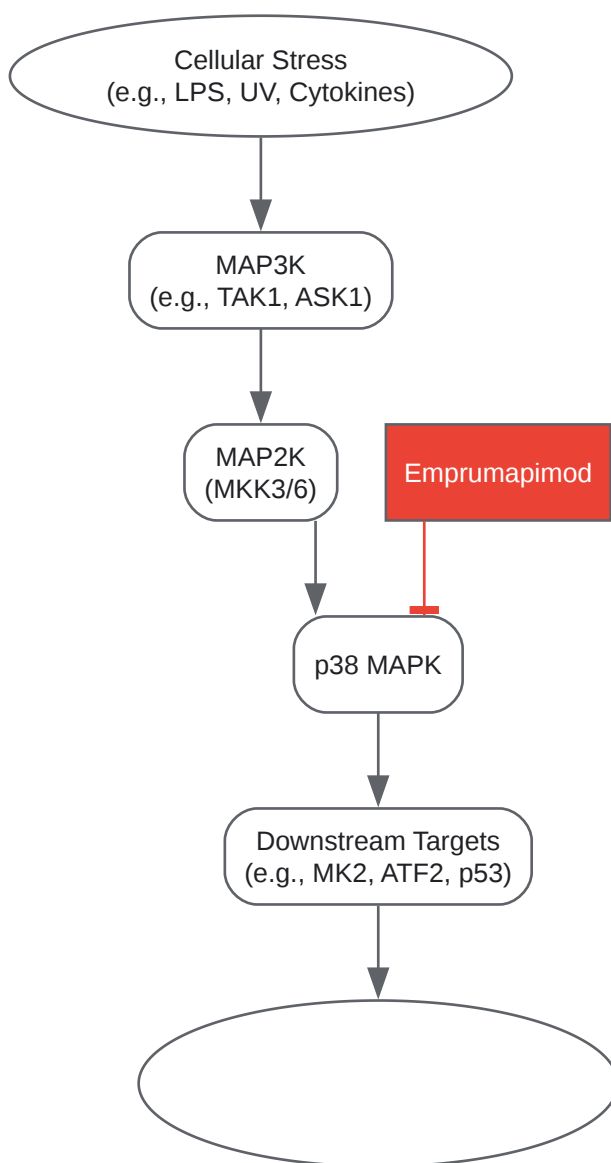 Cellular Stress
(e.g., LPS, UV, Cytokines)
MAP3K
(e.g., TAK1, ASK1)
MAP2K
(MKK3/6)
Emprumapimod
p38 MAPK
Downstream Targets
(e.g., MK2, ATF2, p53)